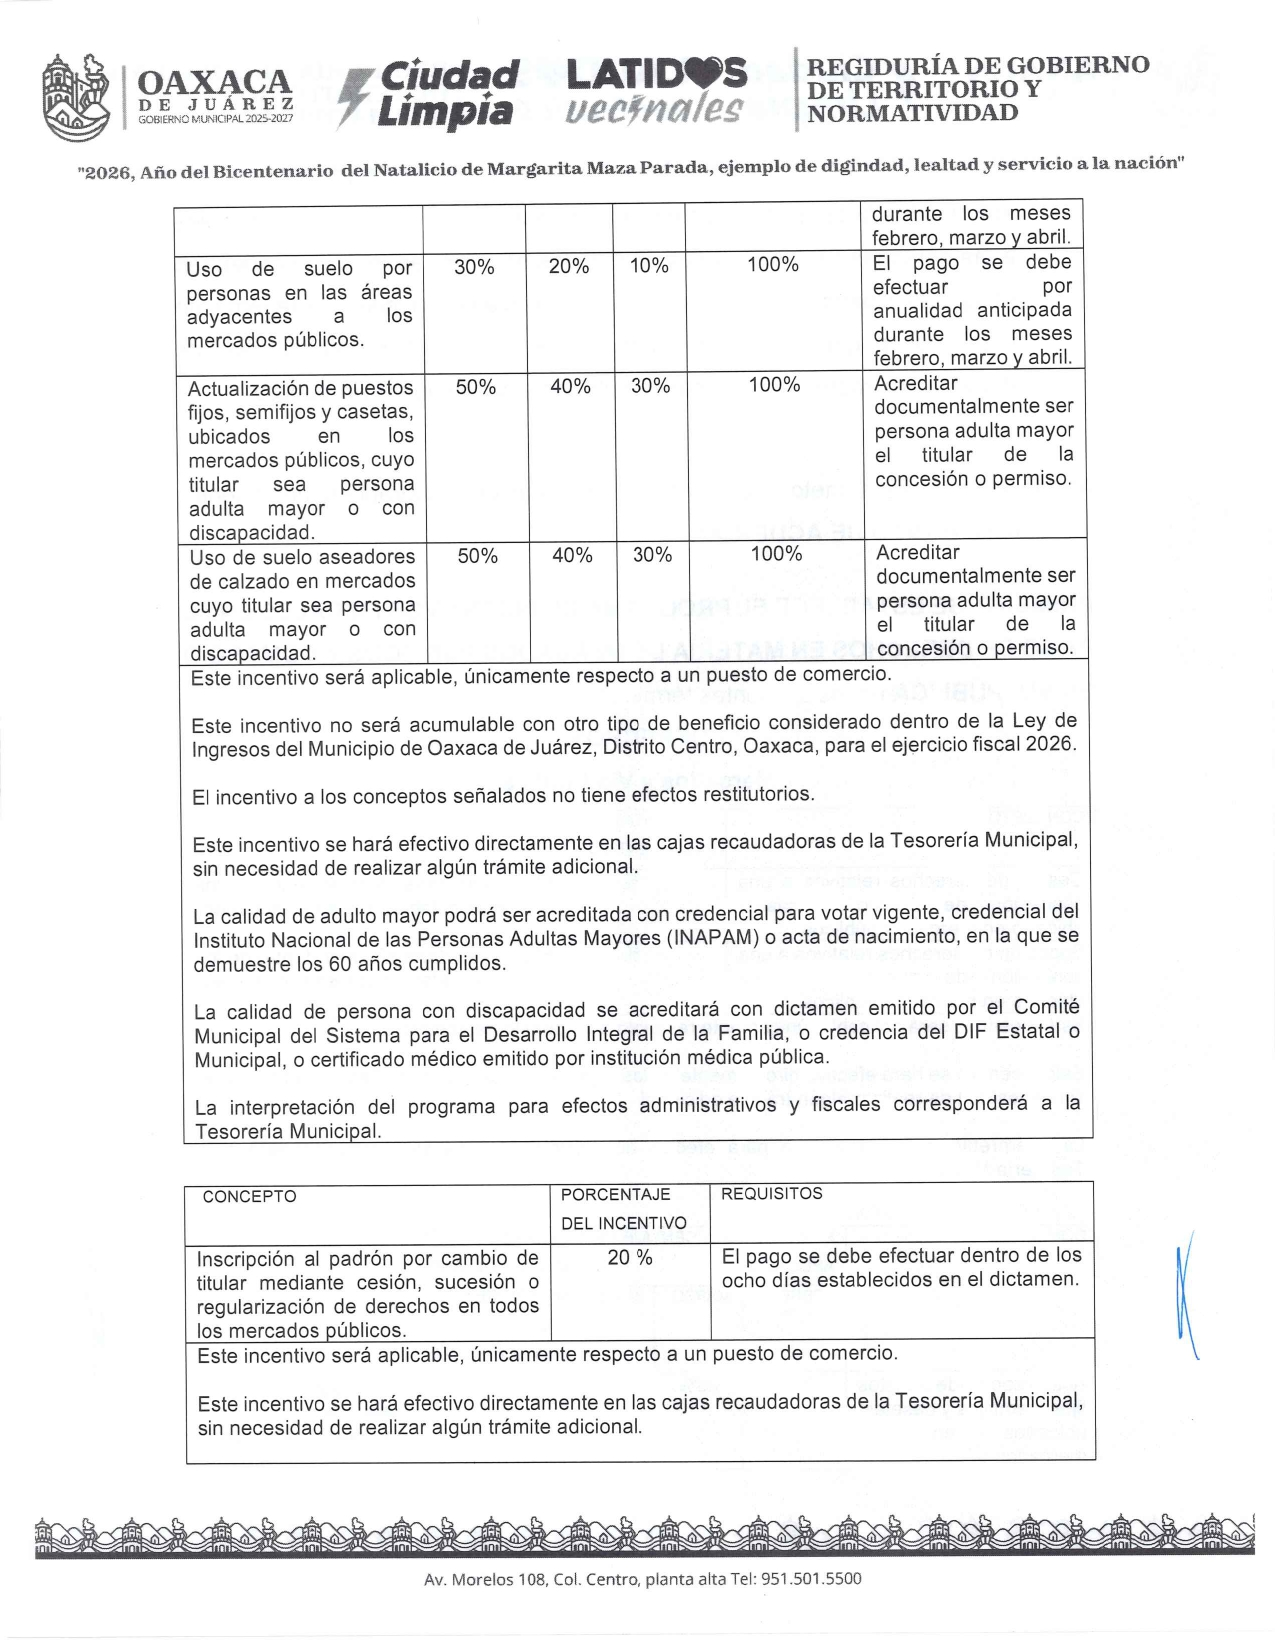 OAXACA
DE JUÁREZ
GOBIERNO MUNICIPAL 2025-2027
Ciudad
Limpia
LATIDOS
vecinales
REGIDURÍA DE GOBIERNO
DE TERRITORIO Y
NORMATIVIDAD
"2026, Año del Bicentenario del Natalicio de Margarita Maza Parada, ejemplo de digindad, lealtad y servicio a la nación"
durante los meses
febrero, marzo y abril.
Uso de suelo por
personas en las áreas
adyacentes a los
mercados públicos.
30% 20% 10% 100%
El pago se debe
efectuar por
anualidad anticipada
durante los meses
febrero, marzo y abril.
Actualización de puestos
fijos, semifijos y casetas,
ubicados en los
mercados públicos, cuyo
titular sea persona
adulta mayor o con
discapacidad.
50% 40% 30% 100%
Acreditar
documentalmente ser
persona adulta mayor
el titular de la
concesión o permiso.
Uso de suelo aseadores
de calzado en mercados
cuyo titular sea persona
adulta mayor o con
discapacidad.
50% 40% 30% 100%
Acreditar
documentalmente ser
persona adulta mayor
el titular de la
concesión o permiso.
Este incentivo será aplicable, únicamente respecto a un puesto de comercio.
Este incentivo no será acumulable con otro tipo de beneficio considerado dentro de la Ley de
Ingresos del Municipio de Oaxaca de Juárez, Distrito Centro, Oaxaca, para el ejercicio fiscal 2026.
El incentivo a los conceptos señalados no tiene efectos restitutorios.
Este incentivo se hará efectivo directamente en las cajas recaudadoras de la Tesorería Municipal,
sin necesidad de realizar algún trámite adicional.
La calidad de adulto mayor podrá ser acreditada con credencial para votar vigente, credencial del
Instituto Nacional de las Personas Adultas Mayores (INAPAM) o acta de nacimiento, en la que se
demuestre los 60 años cumplidos.
La calidad de persona con discapacidad se acreditará con dictamen emitido por el Comité
Municipal del Sistema para el Desarrollo Integral de la Familia, o credencia del DIF Estatal o
Municipal, o certificado médico emitido por institución médica pública.
La interpretación del programa para efectos administrativos y fiscales corresponderá a la
Tesorería Municipal.
CONCEPTO
PORCENTAJE
DEL INCENTIVO
REQUISITOS
Inscripción al padrón por cambio de
titular mediante cesión, sucesión o
regularización de derechos en todos
los mercados públicos.
20 %
El pago se debe efectuar dentro de los
ocho días establecidos en el dictamen.
Este incentivo será aplicable, únicamente respecto a un puesto de comercio.
Este incentivo se hará efectivo directamente en las cajas recaudadoras de la Tesorería Municipal,
sin necesidad de realizar algún trámite adicional.
Av. Morelos 108, Col. Centro, planta alta Tel: 951.501.5500